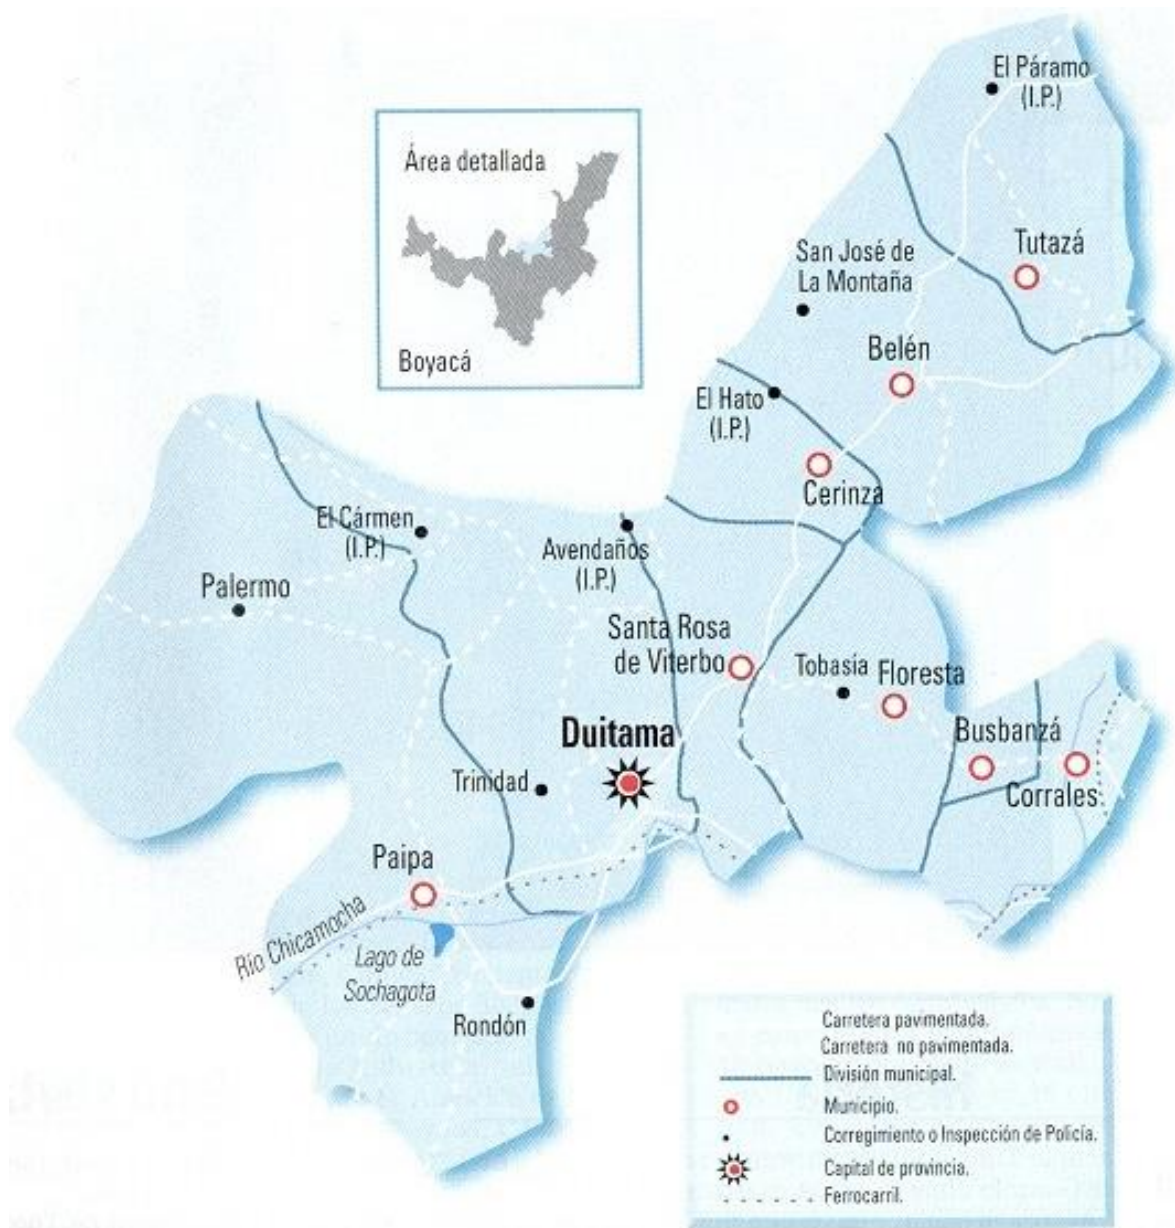 El Páramo
(I.P.)
Área detallada
Boyacá
Tutazá
San José de
La Montaña
Belén
El Hato
(I.P.)
Cerinza
El Cármen
(I.P.)
Avendaños
(I.P.)
Palermo
Santa Rosa
de Viterbo
Tobasía
Floresta
Duitama
Busbanzá
Trinidad
Corrales
Paipa
Río Chicamocha
Lago de
Sochagota
Rondón
Carretera pavimentada.
Carretera no pavimentada.
División municipal.
Municipio.
Corregimiento o Inspección de Policía.
Capital de provincia.
Ferrocarril.